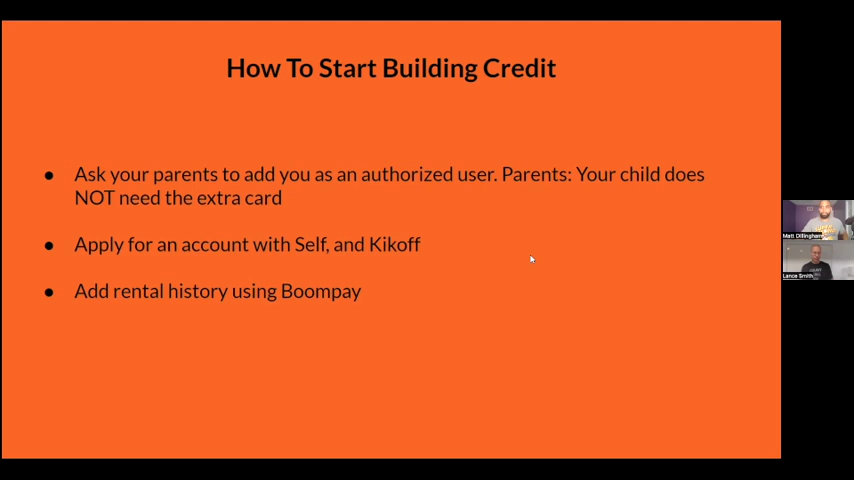 How To Start Building Credit
● Ask your parents to add you as an authorized user. Parents: Your child does
NOT need the extra card
● Apply for an account with Self, and Kikoff
● Add rental history using Boompay
Matt Dillingham
Lance Smith